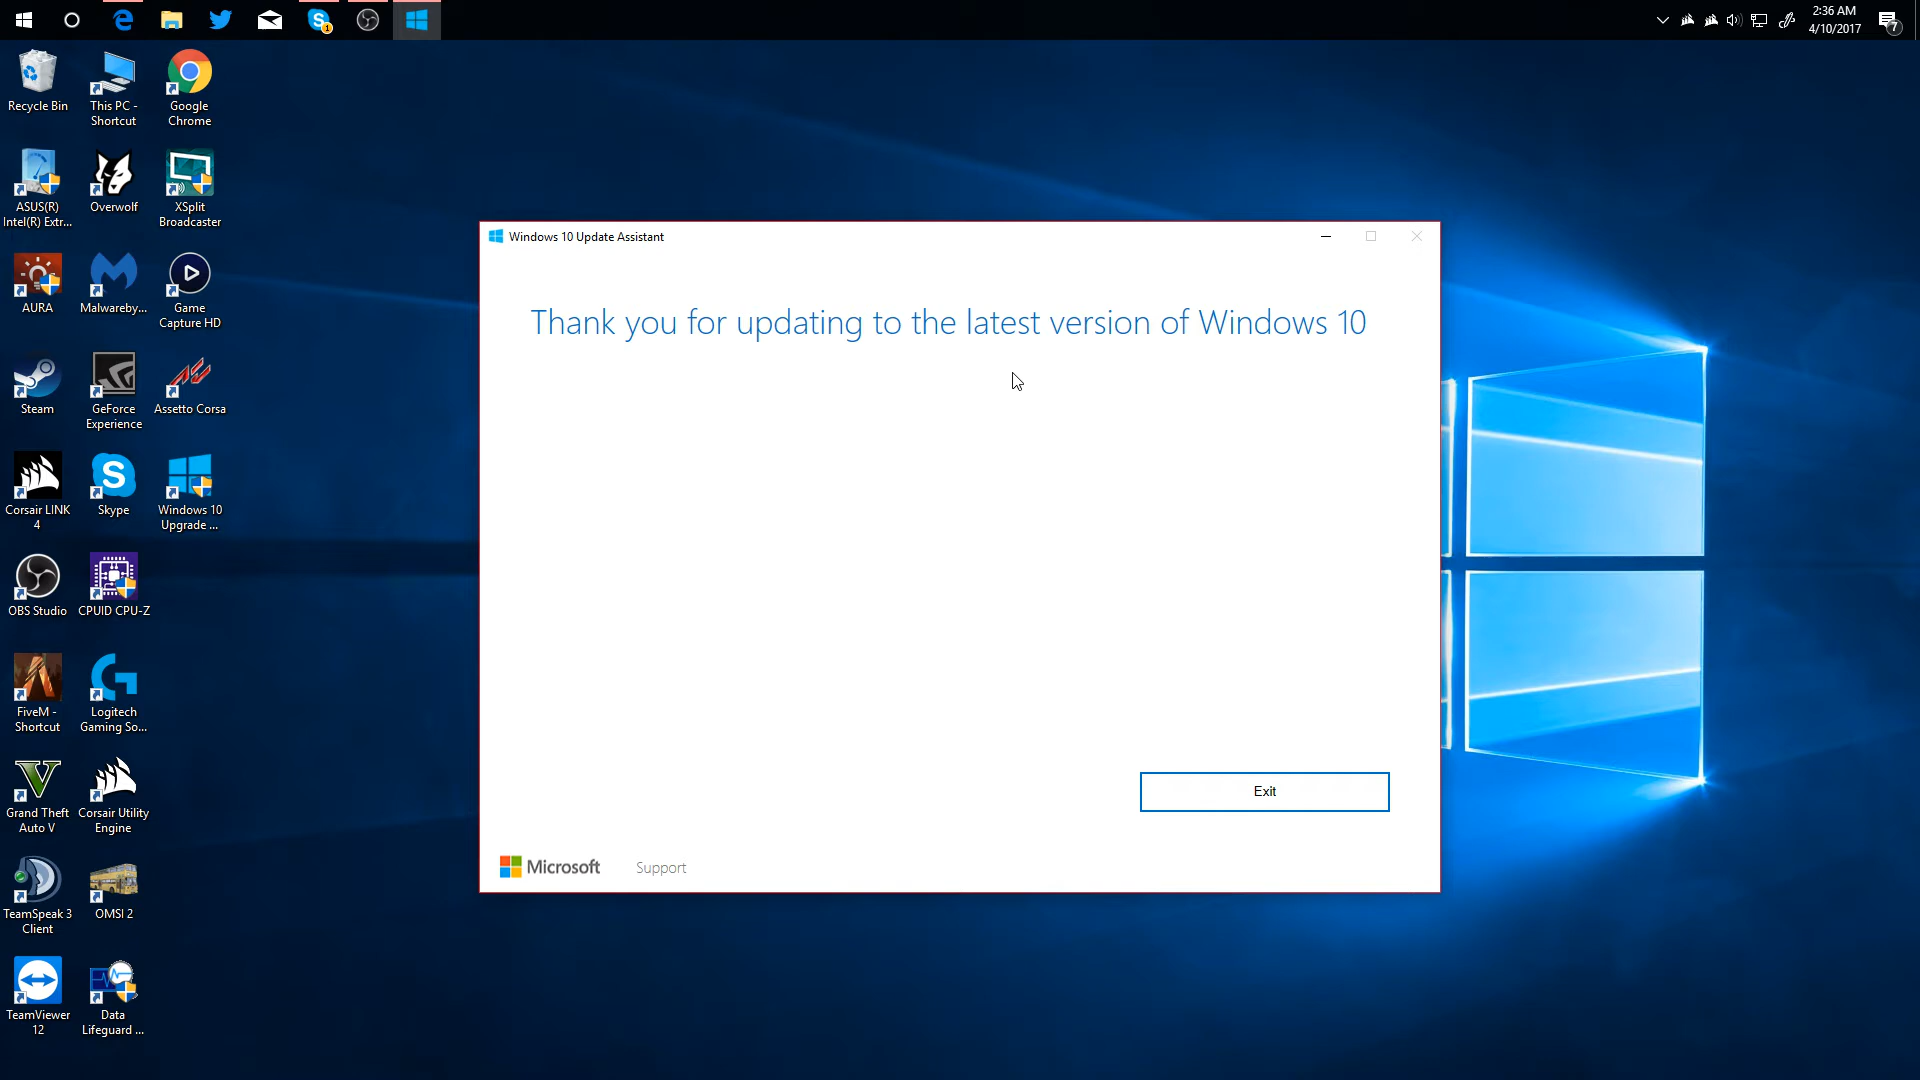 2:36 AM
4/10/2017
7
1
Recycle Bin
This PC -
Shortcut
Google
Chrome
ASUS(R)
Intel(R) Extr...
Overwolf
XSplit
Broadcaster
AURA
Malwareby...
Game
Capture HD
Steam
GeForce
Experience
Assetto Corsa
Corsair LINK
4
Skype
Windows 10
Upgrade ...
OBS Studio
CPUID CPU-Z
FiveM -
Shortcut
Logitech
Gaming So...
Grand Theft
Auto V
Corsair Utility
Engine
TeamSpeak 3
Client
OMSI 2
TeamViewer
12
Data
Lifeguard ...
Windows 10 Update Assistant
Thank you for updating to the latest version of Windows 10
Exit
Microsoft
Support